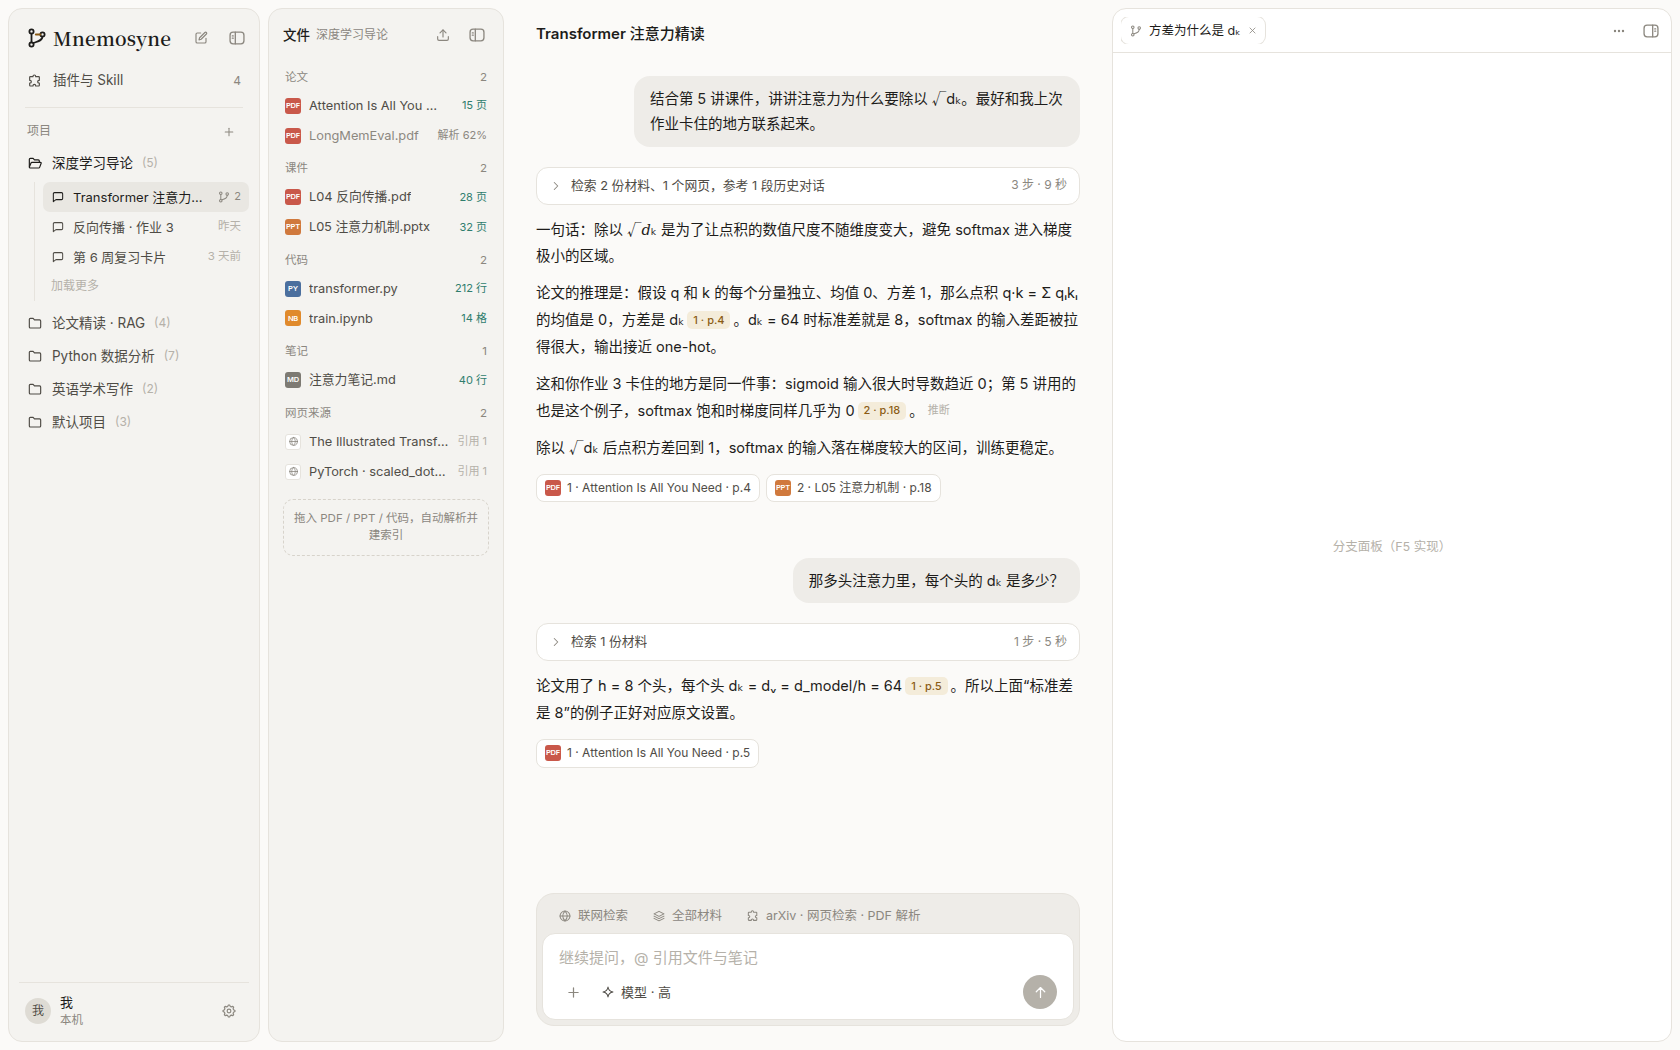 Mnemosyne
插件与 Skill 4
项目
深度学习导论 (5)
Transformer 注意力... 2
反向传播 · 作业 3 昨天
第 6 周复习卡片 3 天前
加载更多
论文精读 · RAG (4)
Python 数据分析 (7)
英语学术写作 (2)
默认项目 (3)
我 我
本机
文件 深度学习导论
论文 2
PDF Attention Is All You ... 15 页
PDF LongMemEval.pdf 解析 62%
课件 2
PDF L04 反向传播.pdf 28 页
PPT L05 注意力机制.pptx 32 页
代码 2
PY transformer.py 212 行
NB train.ipynb 14 格
笔记 1
MD 注意力笔记.md 40 行
网页来源 2
The Illustrated Transf... 引用 1
PyTorch · scaled_dot... 引用 1
拖入 PDF / PPT / 代码，自动解析并
建索引
Transformer 注意力精读
结合第 5 讲课件，讲讲注意力为什么要除以 √dₖ。最好和我上次
作业卡住的地方联系起来。
检索 2 份材料、1 个网页，参考 1 段历史对话 3 步 · 9 秒
一句话：除以 √dₖ 是为了让点积的数值尺度不随维度变大，避免 softmax 进入梯度
极小的区域。
论文的推理是：假设 q 和 k 的每个分量独立、均值 0、方差 1，那么点积 q·k = Σ qᵢkᵢ
的均值是 0，方差是 dₖ 1 · p.4 。dₖ = 64 时标准差就是 8，softmax 的输入差距被拉
得很大，输出接近 one-hot。
这和你作业 3 卡住的地方是同一件事：sigmoid 输入很大时导数趋近 0；第 5 讲用的
也是这个例子，softmax 饱和时梯度同样几乎为 0 2 · p.18 。 推断
除以 √dₖ 后点积方差回到 1，softmax 的输入落在梯度较大的区间，训练更稳定。
PDF 1 · Attention Is All You Need · p.4 PPT 2 · L05 注意力机制 · p.18
那多头注意力里，每个头的 dₖ 是多少？
检索 1 份材料 1 步 · 5 秒
论文用了 h = 8 个头，每个头 dₖ = dᵥ = d_model/h = 64 1 · p.5 。所以上面“标准差
是 8”的例子正好对应原文设置。
PDF 1 · Attention Is All You Need · p.5
联网检索 全部材料 arXiv · 网页检索 · PDF 解析
继续提问，@ 引用文件与笔记
模型 · 高
方差为什么是 dₖ
分支面板（F5 实现）